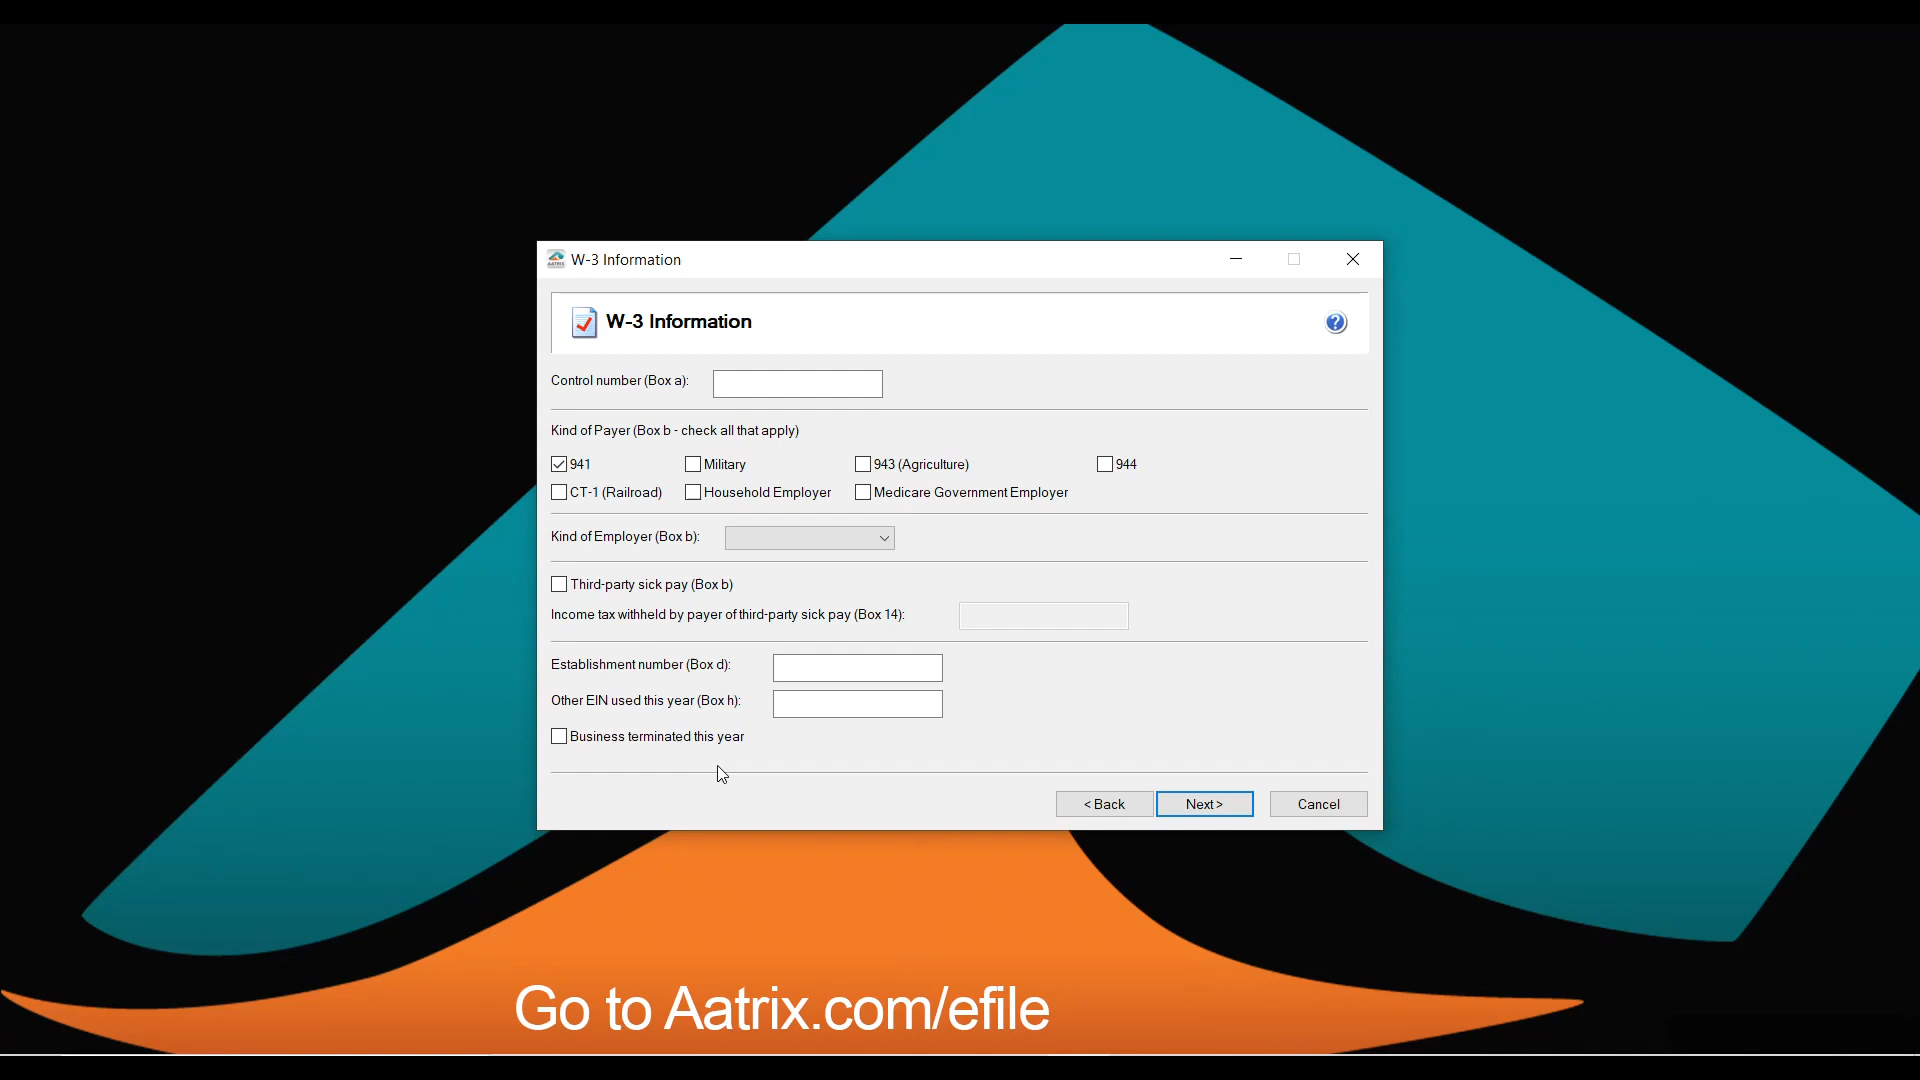 W-3 Information
W-3 Information
Control number (Box a):
Kind of Payer (Box b - check all that apply)
941 Military 943 (Agriculture) 944
CT-1 (Railroad) Household Employer Medicare Government Employer
Kind of Employer (Box b):
Third-party sick pay (Box b)
Income tax withheld by payer of third-party sick pay (Box 14):
Establishment number (Box d):
Other EIN used this year (Box h):
Business terminated this year
< Back Next > Cancel
Go to Aatrix.com/efile